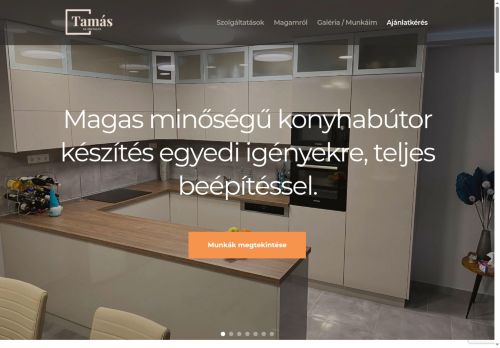 Tamás
Szolgáltatások
Magamról
Galéria / Munkáim
Ajánlatkérés
Magas minőségű konyhabútor
készítés egyedi igényekre, teljes
beépítéssel.
Munkák megtekintése